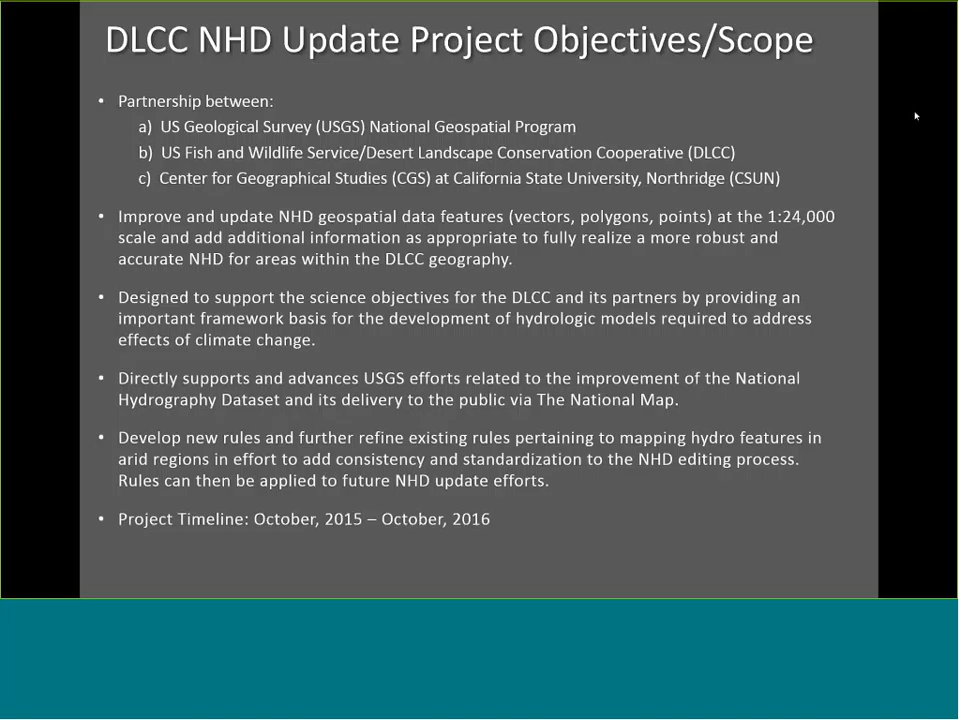 DLCC NHD Update Project Objectives/Scope
• Partnership between:
a) US Geological Survey (USGS) National Geospatial Program
b) US Fish and Wildlife Service/Desert Landscape Conservation Cooperative (DLCC)
c) Center for Geographical Studies (CGS) at California State University, Northridge (CSUN)
• Improve and update NHD geospatial data features (vectors, polygons, points) at the 1:24,000
scale and add additional information as appropriate to fully realize a more robust and
accurate NHD for areas within the DLCC geography.
• Designed to support the science objectives for the DLCC and its partners by providing an
important framework basis for the development of hydrologic models required to address
effects of climate change.
• Directly supports and advances USGS efforts related to the improvement of the National
Hydrography Dataset and its delivery to the public via The National Map.
• Develop new rules and further refine existing rules pertaining to mapping hydro features in
arid regions in effort to add consistency and standardization to the NHD editing process.
Rules can then be applied to future NHD update efforts.
• Project Timeline: October, 2015 – October, 2016